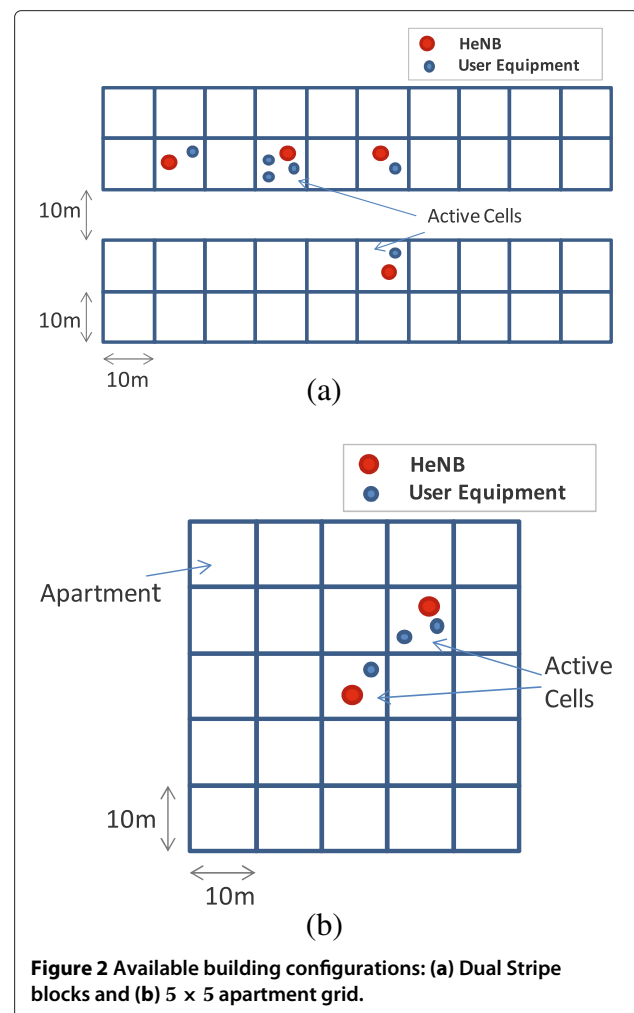 HeNB
User Equipment
10m
Active Cells
10m
10m
(a)
HeNB
User Equipment
Apartment
Active
Cells
10m
10m
(b)
Figure 2 Available building configurations: (a) Dual Stripe
blocks and (b) 5 × 5 apartment grid.